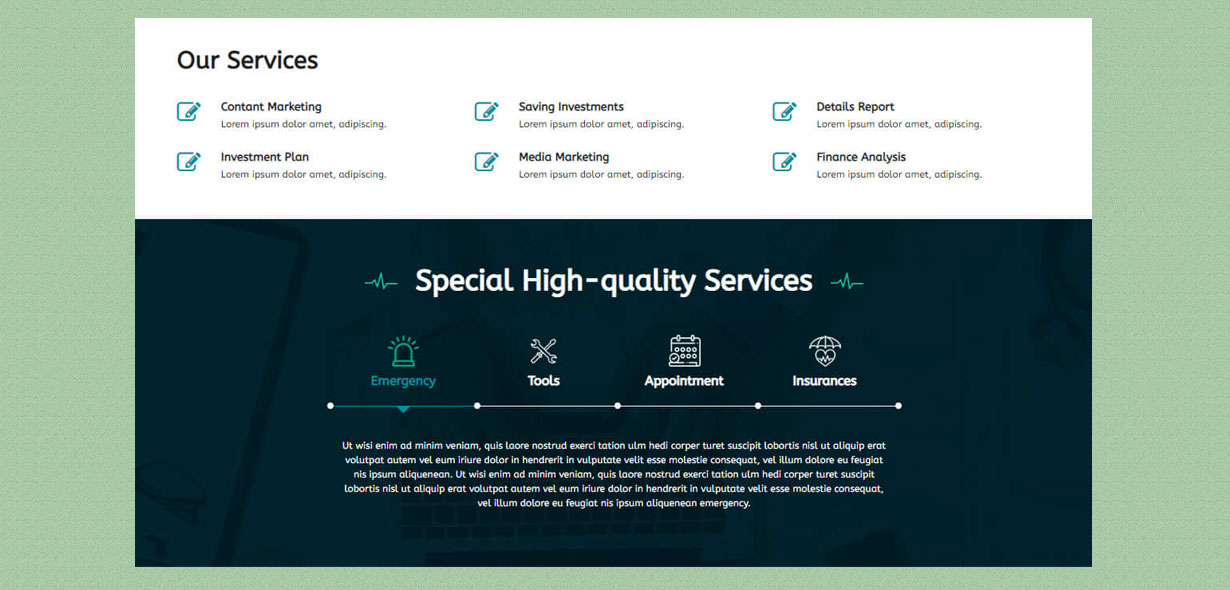 Our Services
Contant Marketing
Lorem ipsum dolor amet, adipiscing.
Saving Investments
Lorem ipsum dolor amet, adipiscing.
Details Report
Lorem ipsum dolor amet, adipiscing.
Investment Plan
Lorem ipsum dolor amet, adipiscing.
Media Marketing
Lorem ipsum dolor amet, adipiscing.
Finance Analysis
Lorem ipsum dolor amet, adipiscing.
Special High-quality Services
Emergency
Tools
Appointment
Insurances
Ut wisi enim ad minim veniam, quis laore nostrud exerci tation ulm hedi corper turet suscipit lobortis nisl ut aliquip erat
volutpat autem vel eum iriure dolor in hendrerit in vulputate velit esse molestie consequat, vel illum dolore eu feugiat
nis ipsum aliquenean. Ut wisi enim ad minim veniam, quis laore nostrud exerci tation ulm hedi corper turet suscipit
lobortis nisl ut aliquip erat volutpat autem vel eum iriure dolor in hendrerit in vulputate velit esse molestie consequat,
vel illum dolore eu feugiat nis ipsum aliquenean emergency.